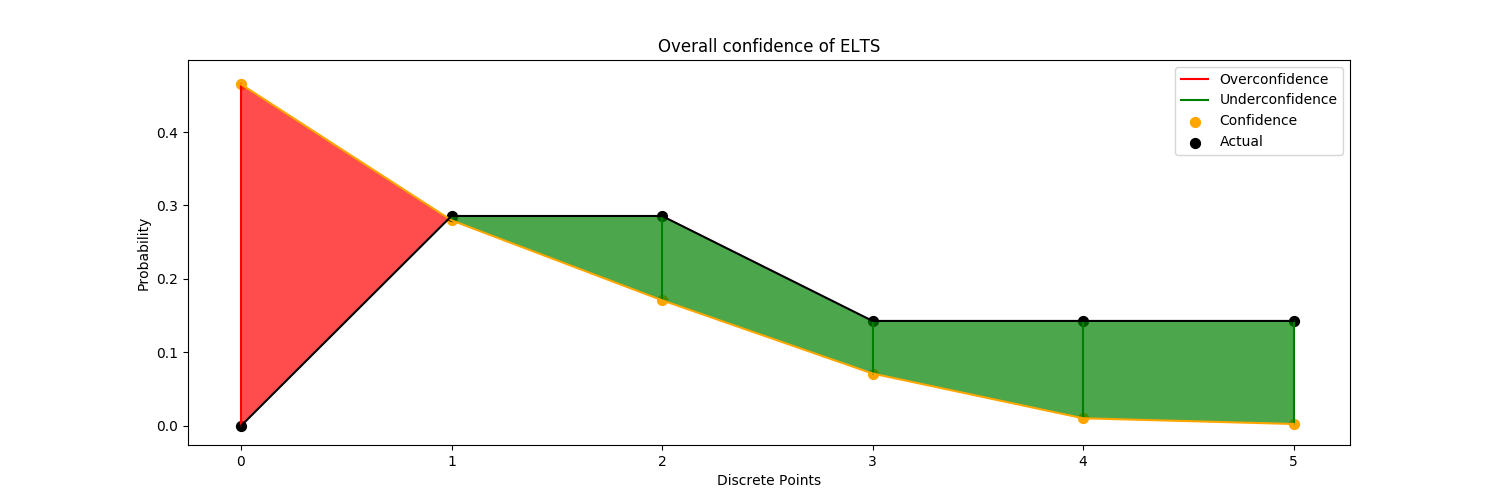 Overall confidence of ELTS
Overconfidence
Underconfidence
Confidence
Actual
Probability
0.4
0.3
0.2
0.1
0.0
0 1 2 3 4 5
Discrete Points